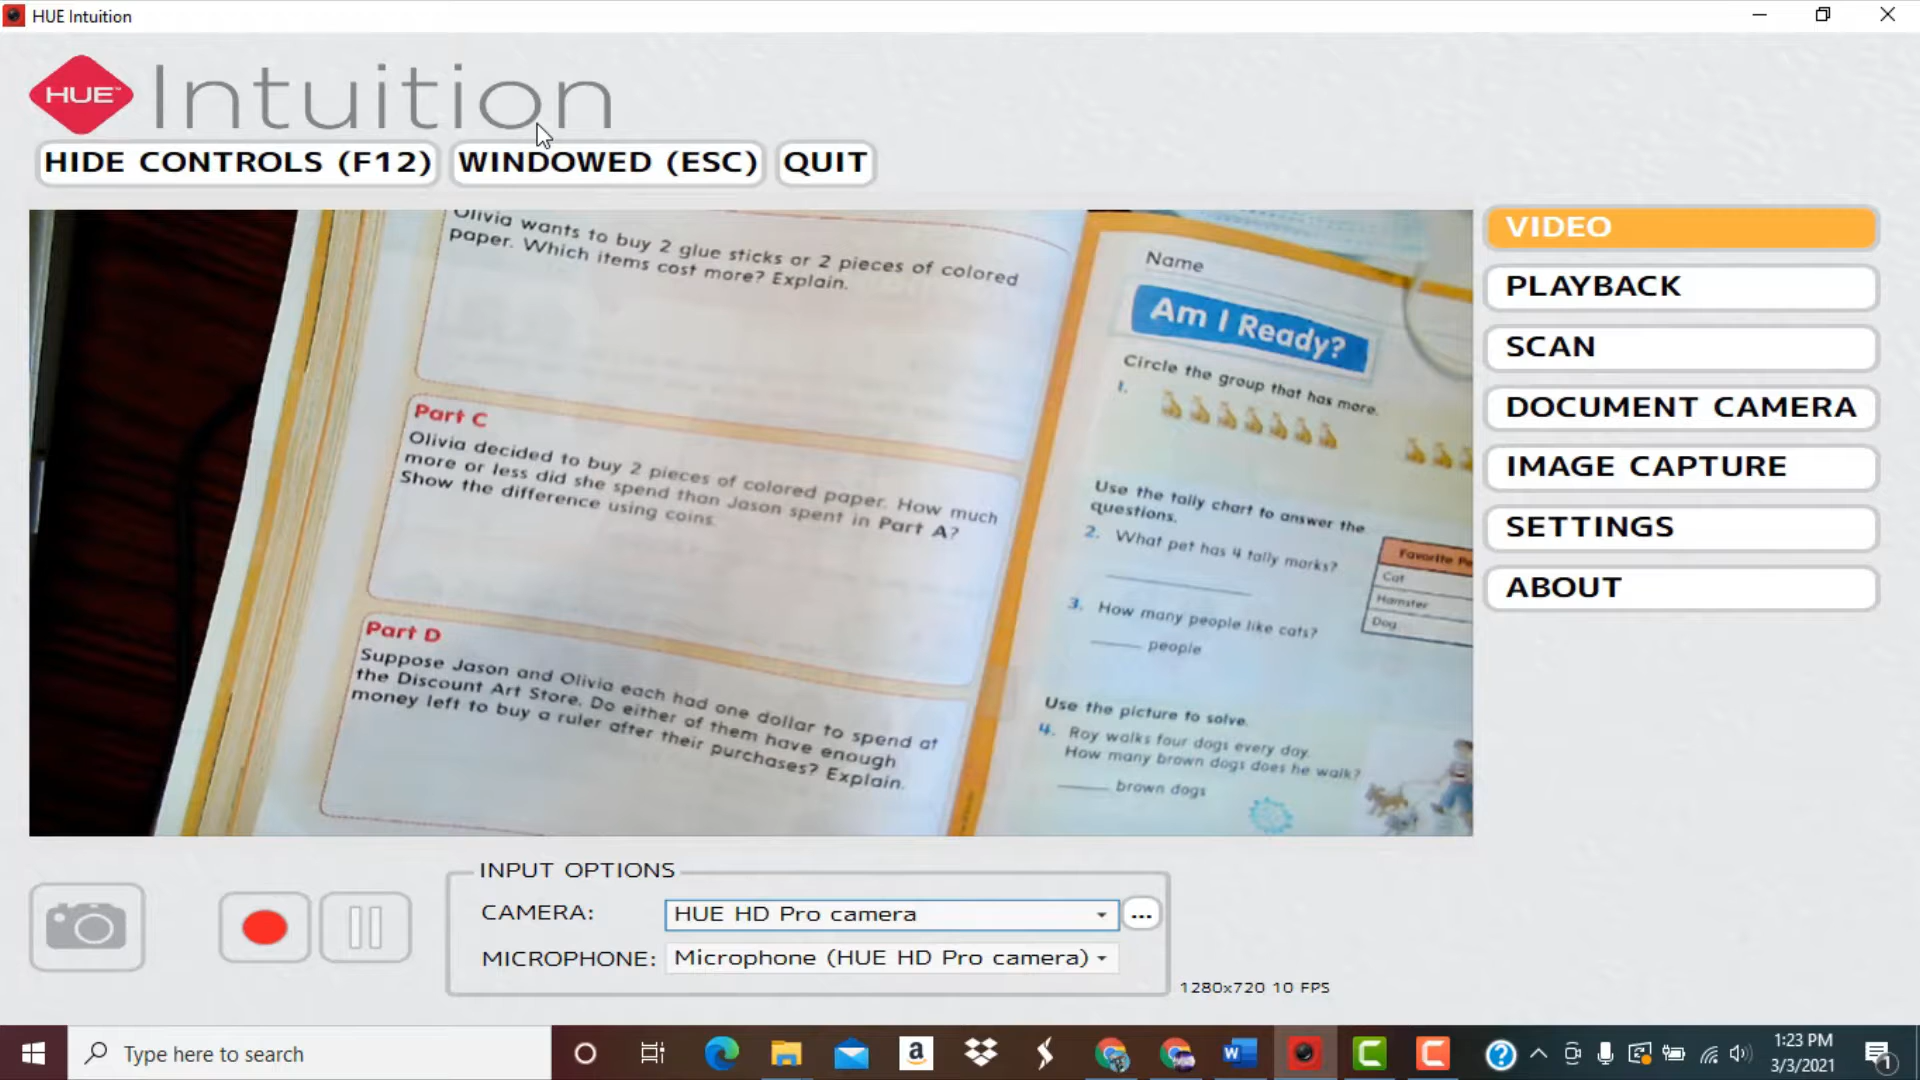 HUE Intuition
HUE™ Intuition
HIDE CONTROLS (F12) WINDOWED (ESC) QUIT
Olivia wants to buy 2 glue sticks or 2 pieces of colored
paper. Which items cost more? Explain.
Part C
Olivia decided to buy 2 pieces of colored paper. How much
more or less did she spend than Jason spent in Part A?
Show the difference using coins.
Part D
Suppose Jason and Olivia each had one dollar to spend at
the Discount Art Store. Do either of them have enough
money left to buy a ruler after their purchases? Explain.
Name
Am I Ready?
Circle the group that has more.
1.
Use the tally chart to answer the
questions.
2. What pet has 4 tally marks?
3. How many people like cats?
people
Favorite
Cat
Hamster
Dog
Use the picture to solve.
4. Roy walks four dogs every day.
How many brown dogs does he walk?
brown dogs
VIDEO
PLAYBACK
SCAN
DOCUMENT CAMERA
IMAGE CAPTURE
SETTINGS
ABOUT
INPUT OPTIONS
CAMERA: HUE HD Pro camera ...
MICROPHONE: Microphone (HUE HD Pro camera)
1280x720 10 FPS
Type here to search
1:23 PM
3/3/2021
1